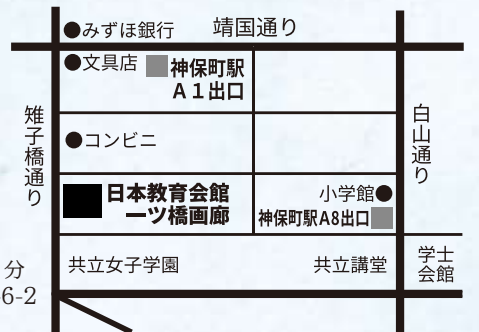 ●みずほ銀行
靖国通り
●文具店
神保町駅
A1出口
雉子橋通り
白山通り
●コンビニ
日本教育会館
一ツ橋画廊
小学館●
神保町駅A8出口
共立女子学園
共立講堂
学士
会館
分
6-2